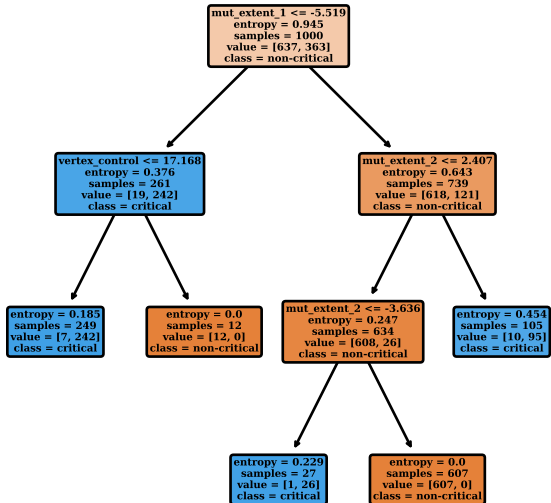 mut_extent_1 <= -5.519
entropy = 0.945
samples = 1000
value = [637, 363]
class = non-critical
vertex_control <= 17.168
entropy = 0.376
samples = 261
value = [19, 242]
class = critical
mut_extent_2 <= 2.407
entropy = 0.643
samples = 739
value = [618, 121]
class = non-critical
entropy = 0.185
samples = 249
value = [7, 242]
class = critical
entropy = 0.0
samples = 12
value = [12, 0]
class = non-critical
mut_extent_2 <= -3.636
entropy = 0.247
samples = 634
value = [608, 26]
class = non-critical
entropy = 0.454
samples = 105
value = [10, 95]
class = critical
entropy = 0.229
samples = 27
value = [1, 26]
class = critical
entropy = 0.0
samples = 607
value = [607, 0]
class = non-critical